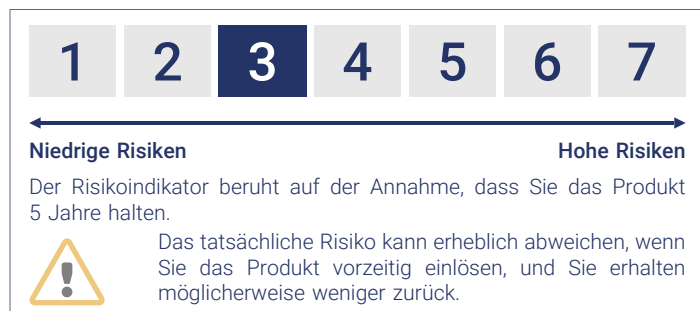 1 2 3 4 5 6 7
Niedrige Risiken Hohe Risiken
Der Risikoindikator beruht auf der Annahme, dass Sie das Produkt
5 Jahre halten.
Das tatsächliche Risiko kann erheblich abweichen, wenn
Sie das Produkt vorzeitig einlösen, und Sie erhalten
möglicherweise weniger zurück.